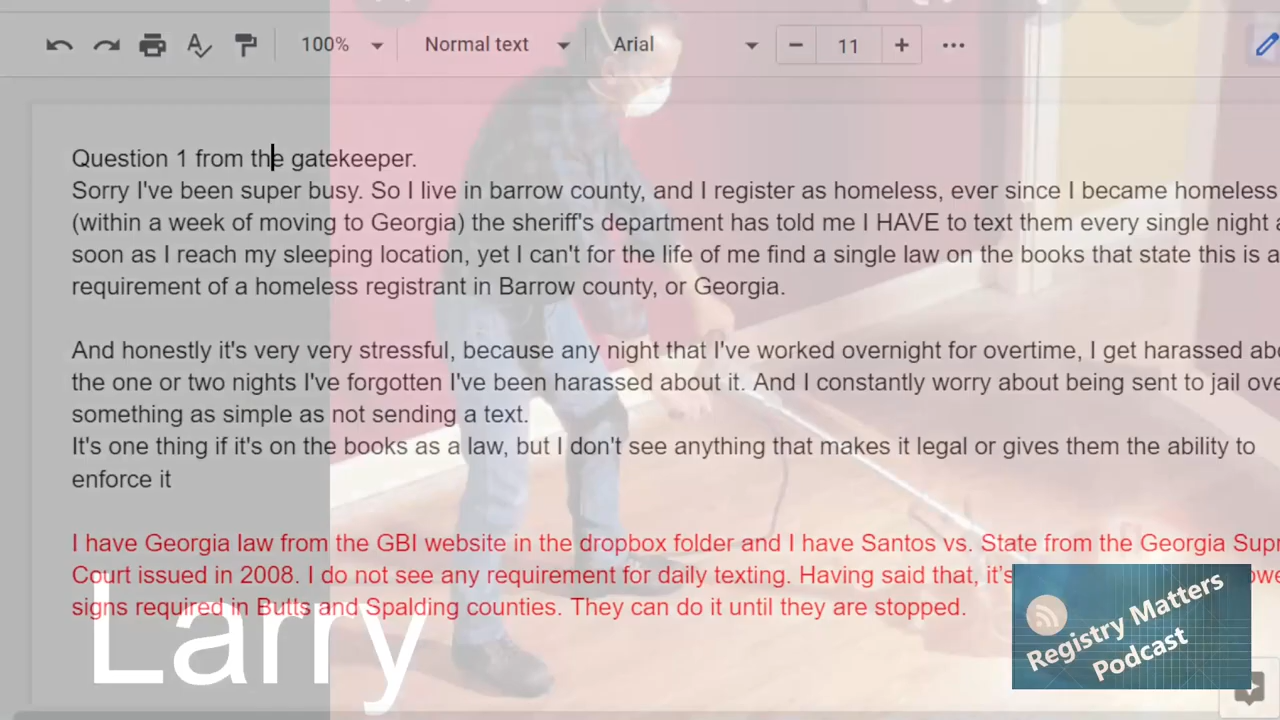 100%
Normal text
Arial
11
Question 1 from the gatekeeper.
Sorry I've been super busy. So I live in barrow county, and I register as homeless, ever since I became homeless
(within a week of moving to Georgia) the sheriff's department has told me I HAVE to text them every single night
soon as I reach my sleeping location, yet I can't for the life of me find a single law on the books that state this is a
requirement of a homeless registrant in Barrow county, or Georgia.
And honestly it's very very stressful, because any night that I've worked overnight for overtime, I get harassed
the one or two nights I've forgotten I've been harassed about it. And I constantly worry about being sent to jail
something as simple as not sending a text.
It's one thing if it's on the books as a law, but I don't see anything that makes it legal or gives them the ability to
enforce it
I have Georgia law from the GBI website in the dropbox folder and I have Santos vs. State from the Georgia
Court issued in 2008. I do not see any requirement for daily texting. Having said that,
signs required in Butts and Spalding counties. They can do it until they are stopped.
Larry
Registry Matters
Podcast